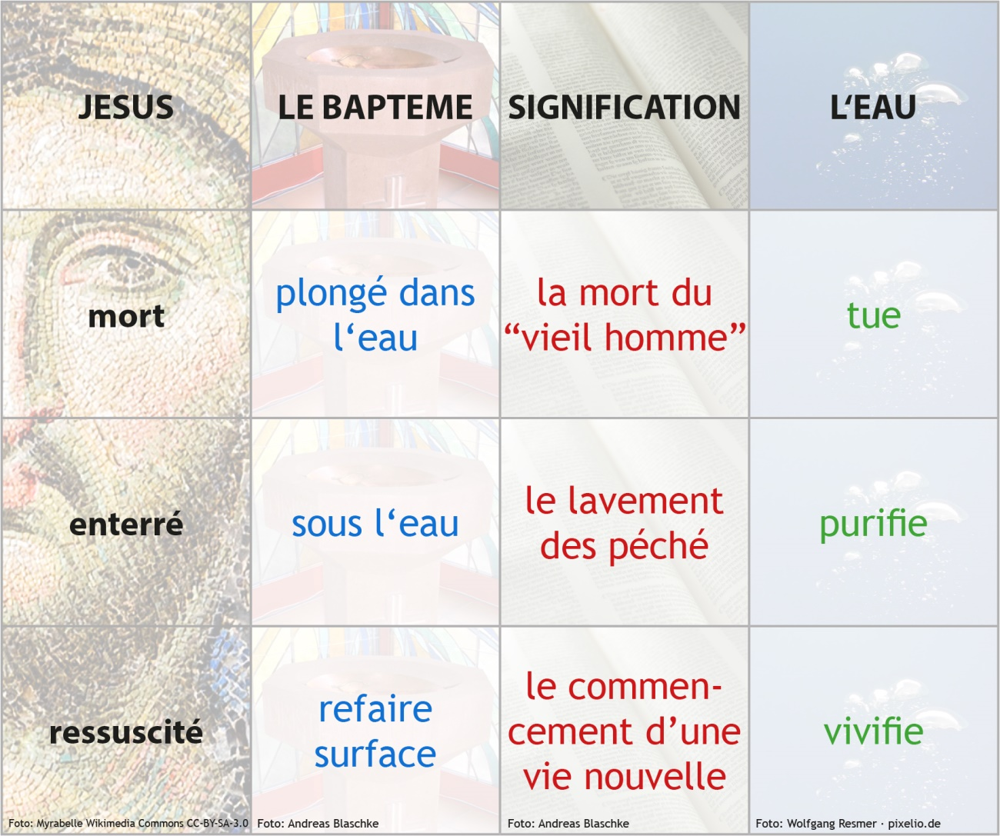 JESUS
LE BAPTEME
SIGNIFICATION
L‘EAU
mort
plongé dans
l‘eau
la mort du
“vieil homme”
tue
enterré
sous l‘eau
le lavement
des péché
purifie
ressuscité
refaire
surface
le commen-
cement d’une
vie nouvelle
vivifie
Foto: Myrabelle Wikimedia Commons CC-BY-SA-3.0
Foto: Andreas Blaschke
Foto: Andreas Blaschke
Foto: Wolfgang Resmer · pixelio.de